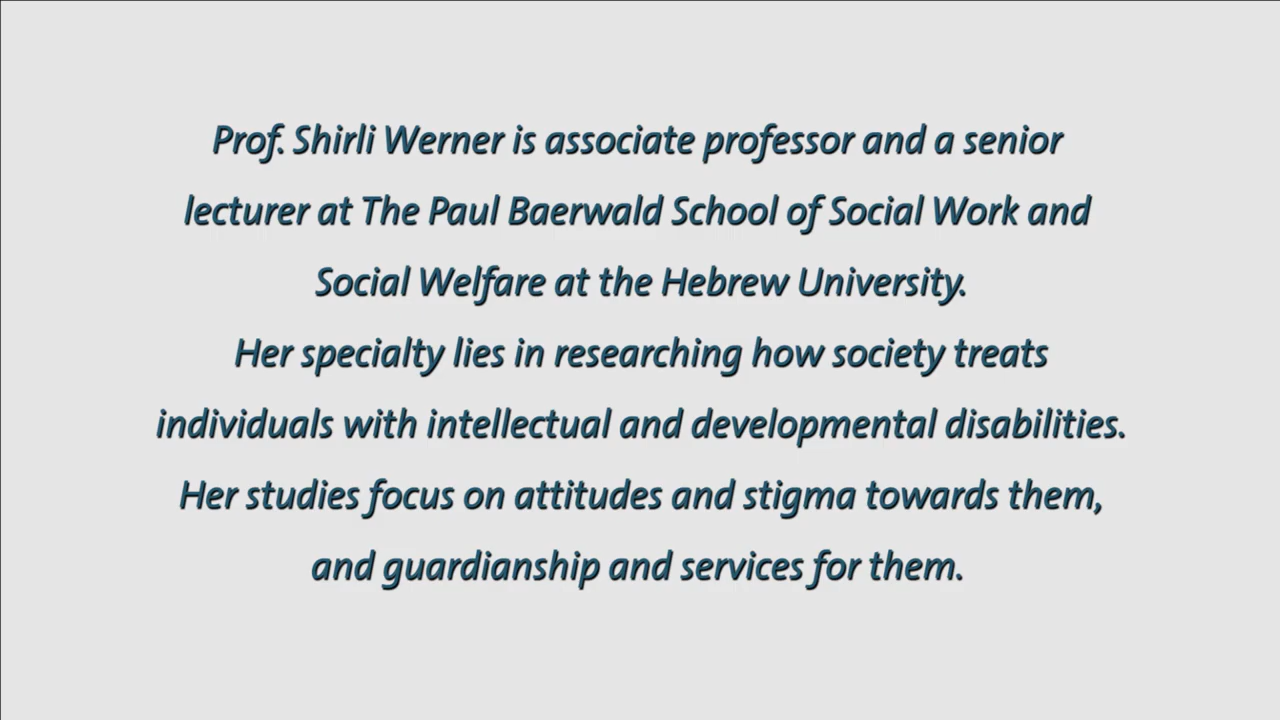 Prof. Shirli Werner is associate professor and a senior
lecturer at The Paul Baerwald School of Social Work and
Social Welfare at the Hebrew University.
Her specialty lies in researching how society treats
individuals with intellectual and developmental disabilities.
Her studies focus on attitudes and stigma towards them,
and guardianship and services for them.